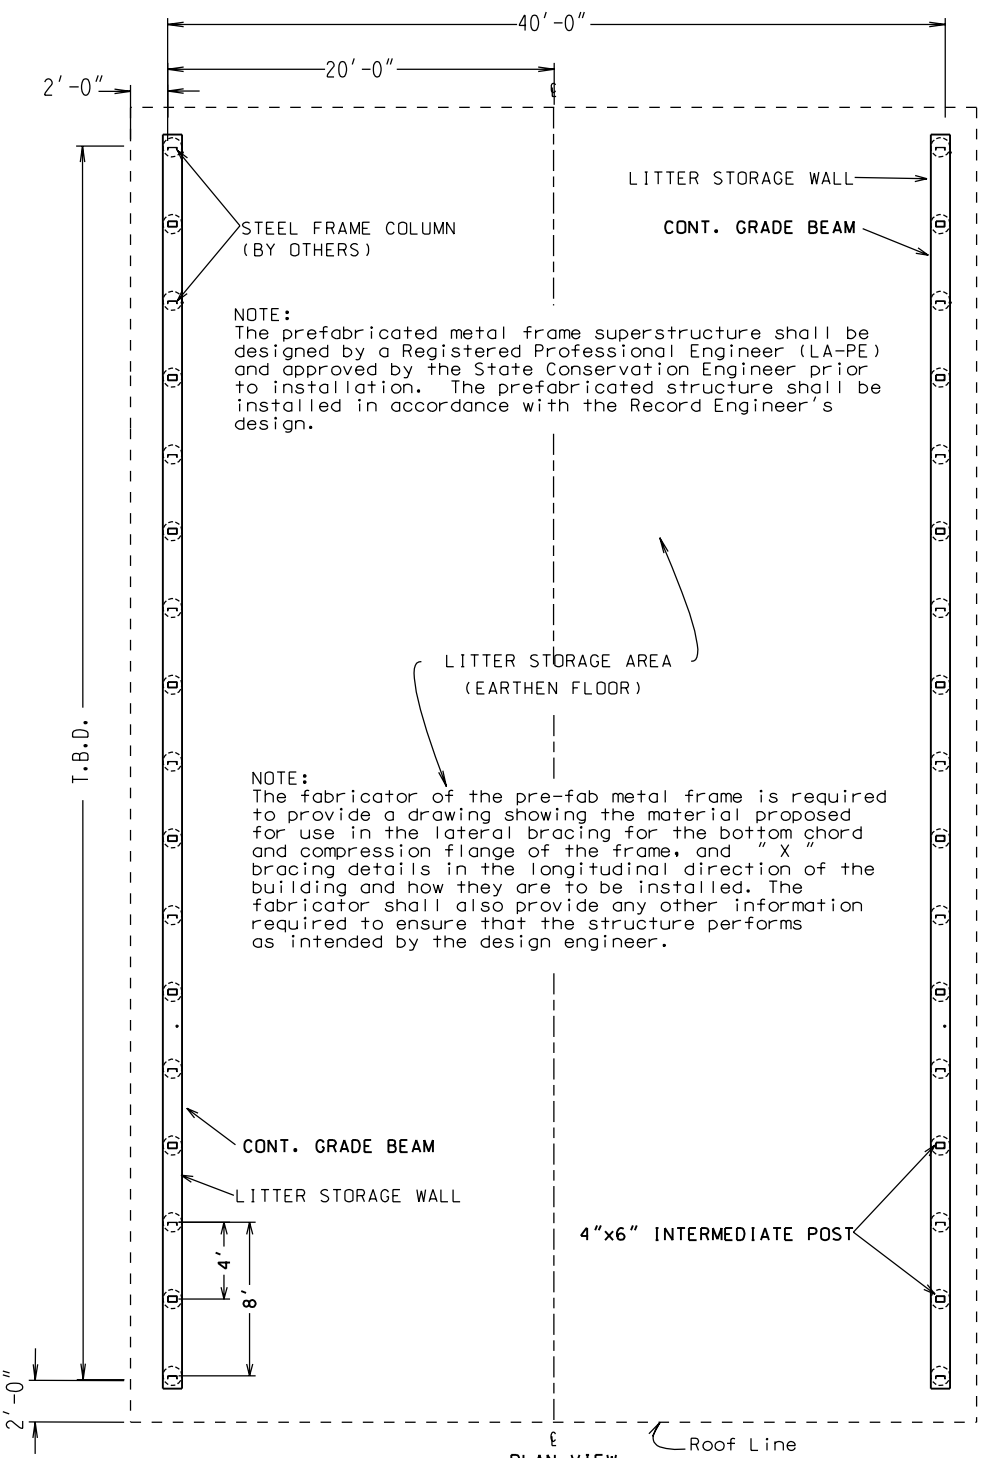 40'-0"
20'-0"
2'-0"
℄
LITTER STORAGE WALL
STEEL FRAME COLUMN
(BY OTHERS)
CONT. GRADE BEAM
NOTE:
The prefabricated metal frame superstructure shall be
designed by a Registered Professional Engineer (LA-PE)
and approved by the State Conservation Engineer prior
to installation. The prefabricated structure shall be
installed in accordance with the Record Engineer's
design.
LITTER STORAGE AREA
(EARTHEN FLOOR)
T.B.D.
NOTE:
The fabricator of the pre-fab metal frame is required
to provide a drawing showing the material proposed
for use in the lateral bracing for the bottom chord
and compression flange of the frame, and " X "
bracing details in the longitudinal direction of the
building and how they are to be installed. The
fabricator shall also provide any other information
required to ensure that the structure performs
as intended by the design engineer.
CONT. GRADE BEAM
LITTER STORAGE WALL
4"x6" INTERMEDIATE POST
4'
8'
2'-0"
℄
Roof Line
PLAN VIEW